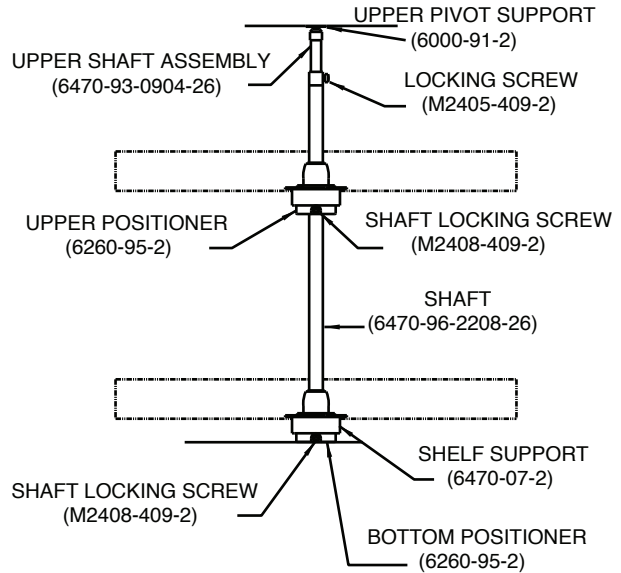 UPPER PIVOT SUPPORT
(6000-91-2)
UPPER SHAFT ASSEMBLY
(6470-93-0904-26)
LOCKING SCREW
(M2405-409-2)
UPPER POSITIONER
(6260-95-2)
SHAFT LOCKING SCREW
(M2408-409-2)
SHAFT
(6470-96-2208-26)
SHELF SUPPORT
(6470-07-2)
SHAFT LOCKING SCREW
(M2408-409-2)
BOTTOM POSITIONER
(6260-95-2)